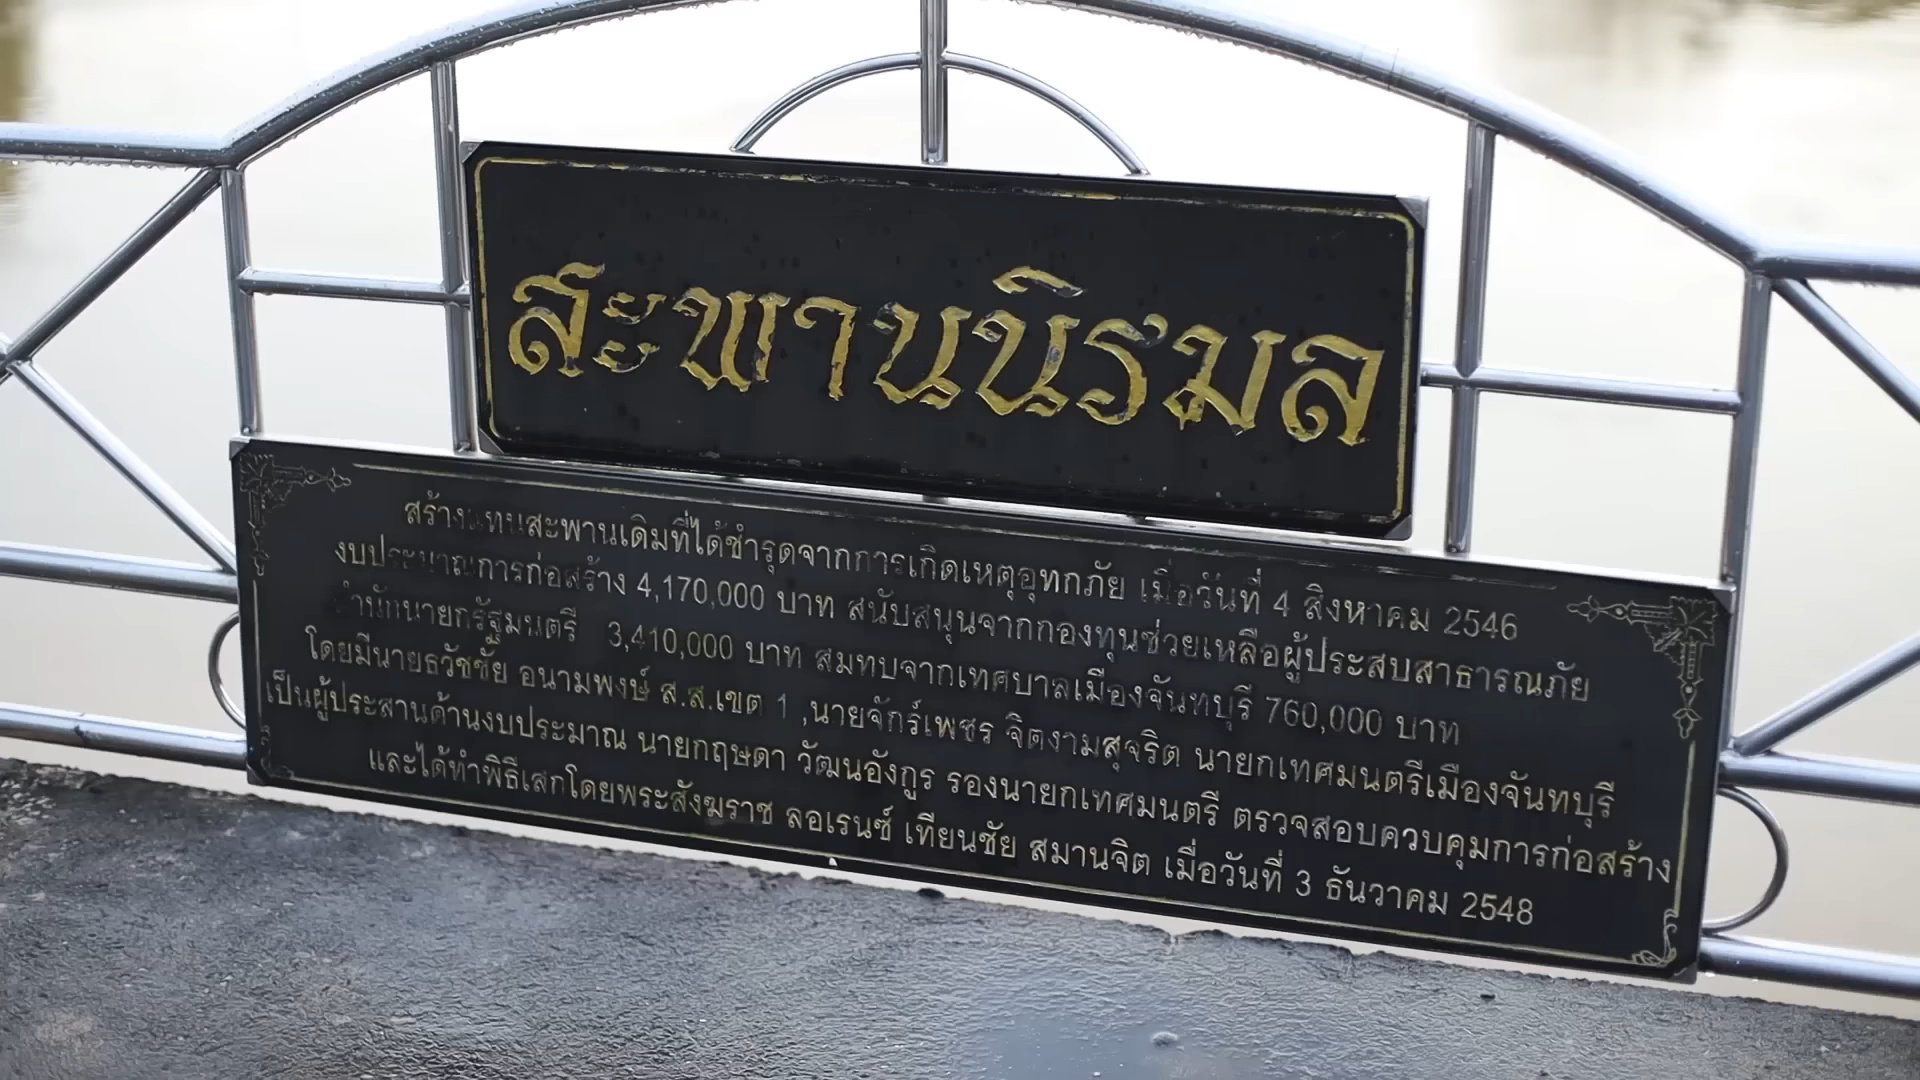 สะพานนิรมล
สร้างแทนสะพานเดิมที่ได้ชำรุดจากการเกิดเหตุอุทกภัย เมื่อวันที่ 4 สิงหาคม 2546
งบประมาณการก่อสร้าง 4,170,000 บาท สนับสนุนจากกองทุนช่วยเหลือผู้ประสบสาธารณภัย
สำนักนายกรัฐมนตรี 3,410,000 บาท สมทบจากเทศบาลเมืองจันทบุรี 760,000 บาท
โดยมีนายธวัชชัย อนามพงษ์ ส.ส.เขต 1 ,นายจักร์เพชร จิตงามสุจริต นายกเทศมนตรีเมืองจันทบุรี
เป็นผู้ประสานด้านงบประมาณ นายกฤษดา วัฒนอังกูร รองนายกเทศมนตรี ตรวจสอบควบคุมการก่อสร้าง
และได้ทำพิธีเสกโดยพระสังฆราช ลอเรนซ์ เทียนชัย สมานจิต เมื่อวันที่ 3 ธันวาคม 2548